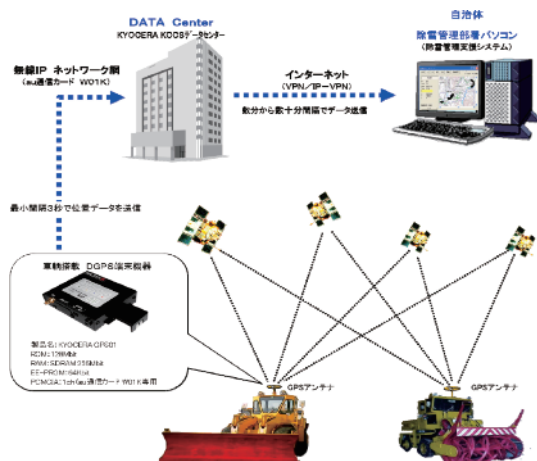 DATA Center
KYOCERA KCCSデータセンター
自治体
除雪管理部署パソコン
(除雪管理支援システム)
無線IP ネットワーク網
(au通信カード W01K)
インターネット
(VPN/IP-VPN)
数分から数十分間隔でデータ送信
最小間隔3秒で位置データを送信
車輌搭載 DGPS端末機器
製品名:KYOCERA GPS01
ROM:128Mbit
RAM:SDRAM256Mbit
EE-PROM:64Kbit
PCMCIA:1ch(au通信カードW01K専用
GPSアンテナ
GPSアンテナ